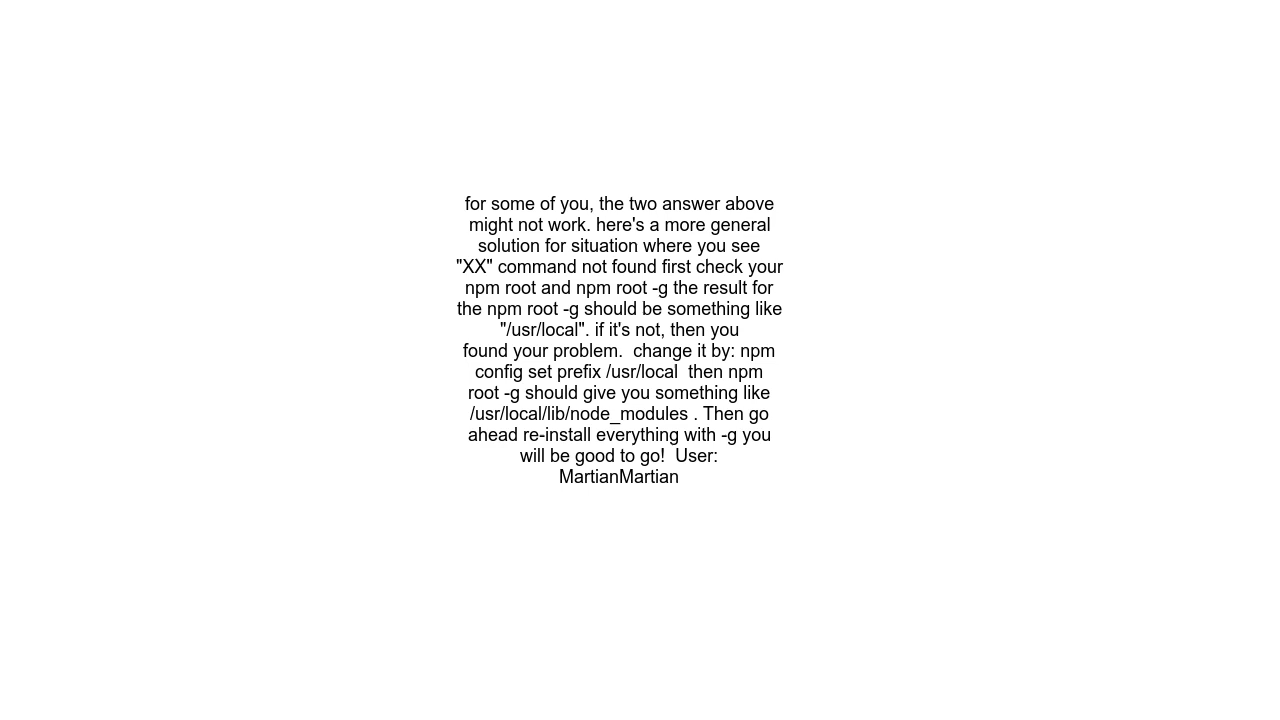 for some of you, the two answer above
might not work. here's a more general
solution for situation where you see
"XX" command not found first check your
npm root and npm root -g the result for
the npm root -g should be something like
"/usr/local". if it's not, then you
found your problem.  change it by: npm
config set prefix /usr/local  then npm
root -g should give you something like
/usr/local/lib/node_modules . Then go
ahead re-install everything with -g you
will be good to go!  User:
MartianMartian